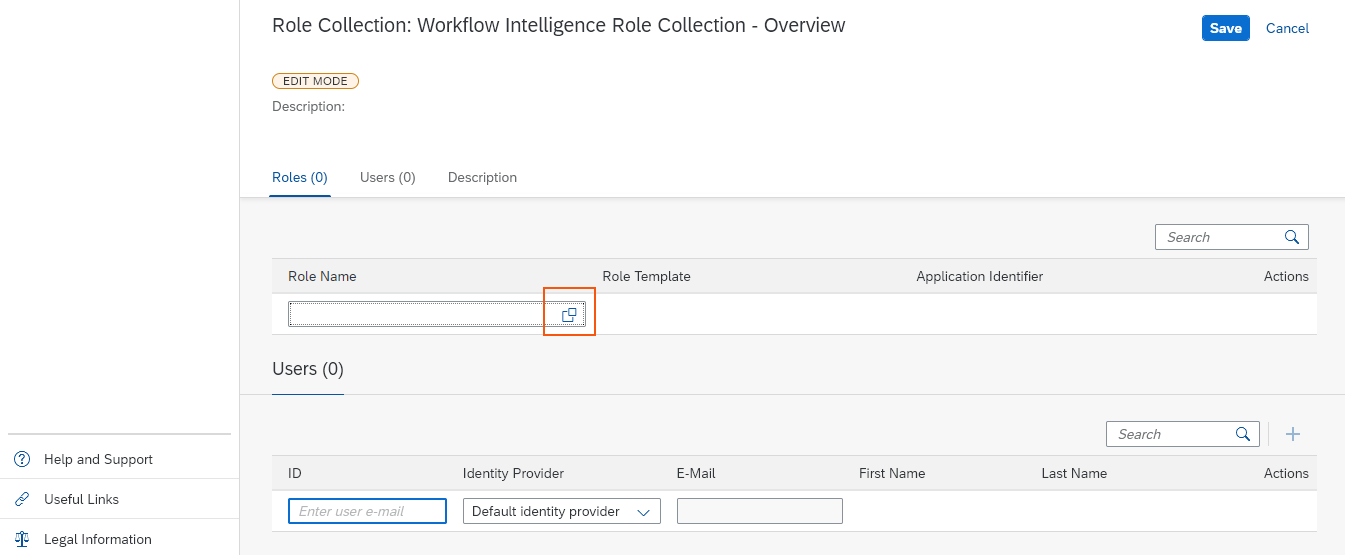 Role Collection: Workflow Intelligence Role Collection - Overview
Save Cancel
EDIT MODE
Description:
Roles (0) Users (0) Description
Search
Role Name Role Template Application Identifier Actions
Users (0)
Search
ID Identity Provider E-Mail First Name Last Name Actions
Enter user e-mail Default identity provider
Help and Support
Useful Links
Legal Information